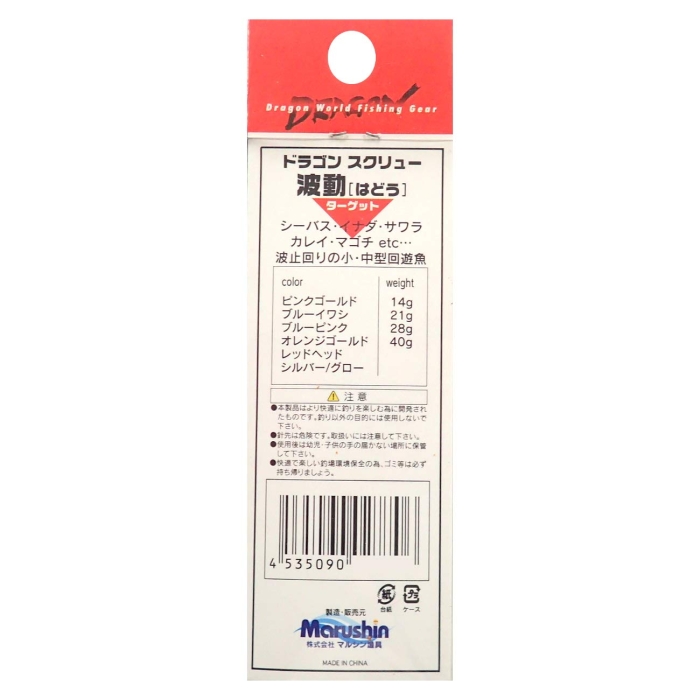 DRAGON
Dragon World Fishing Gear
ドラゴン スクリュー
波動[はどう]
ターゲット
シーバス・イナダ・サワラ
カレイ・マゴチ etc…
波止回りの小・中型回遊魚
color weight
ピンクゴールド 14g
ブルーイワシ 21g
ブルーピンク 28g
オレンジゴールド 40g
レッドヘッド
シルバー/グロー
⚠ 注意
●本製品はより快適に釣りを楽しむ為に開発され
たものです。釣り以外の目的には使用しないで
下さい。
●針先は危険です。取扱いには注意して下さい。
●使用後は幼児・子供の手の届かない場所に保管
して下さい。
●快適で楽しい釣場環境保全の為、ゴミ等は必ず
持ち帰りましょう。
4 535090
紙 プラ
台紙 ケース
製造・販売元
Marushin
株式会社 マルシン漁具
MADE IN CHINA